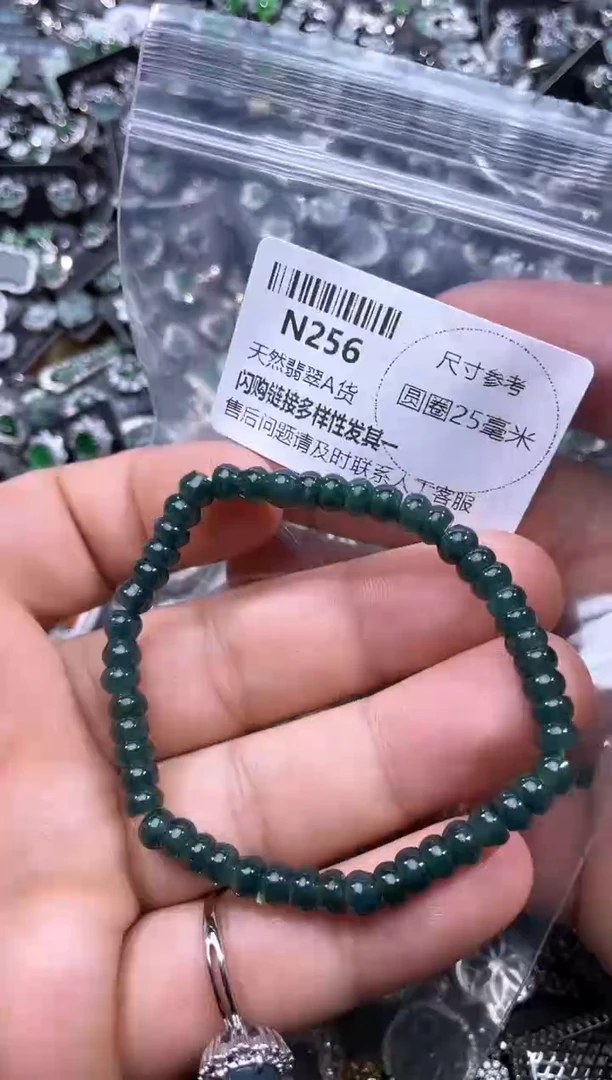 N256
天然翡翠A货
闪购链接多样性发其一
售后问题请及时联系人工客服
尺寸参考
圆圈25毫米